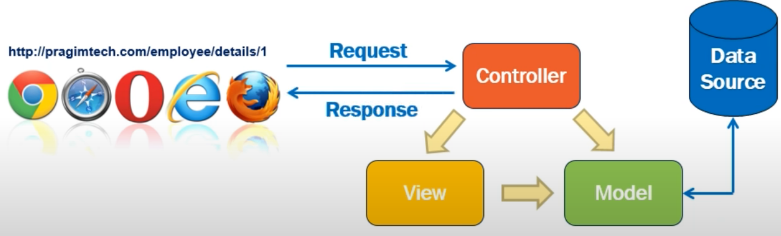 http://pragimtech.com/employee/details/1
Request
Response
Controller
View
Model
Data
Source